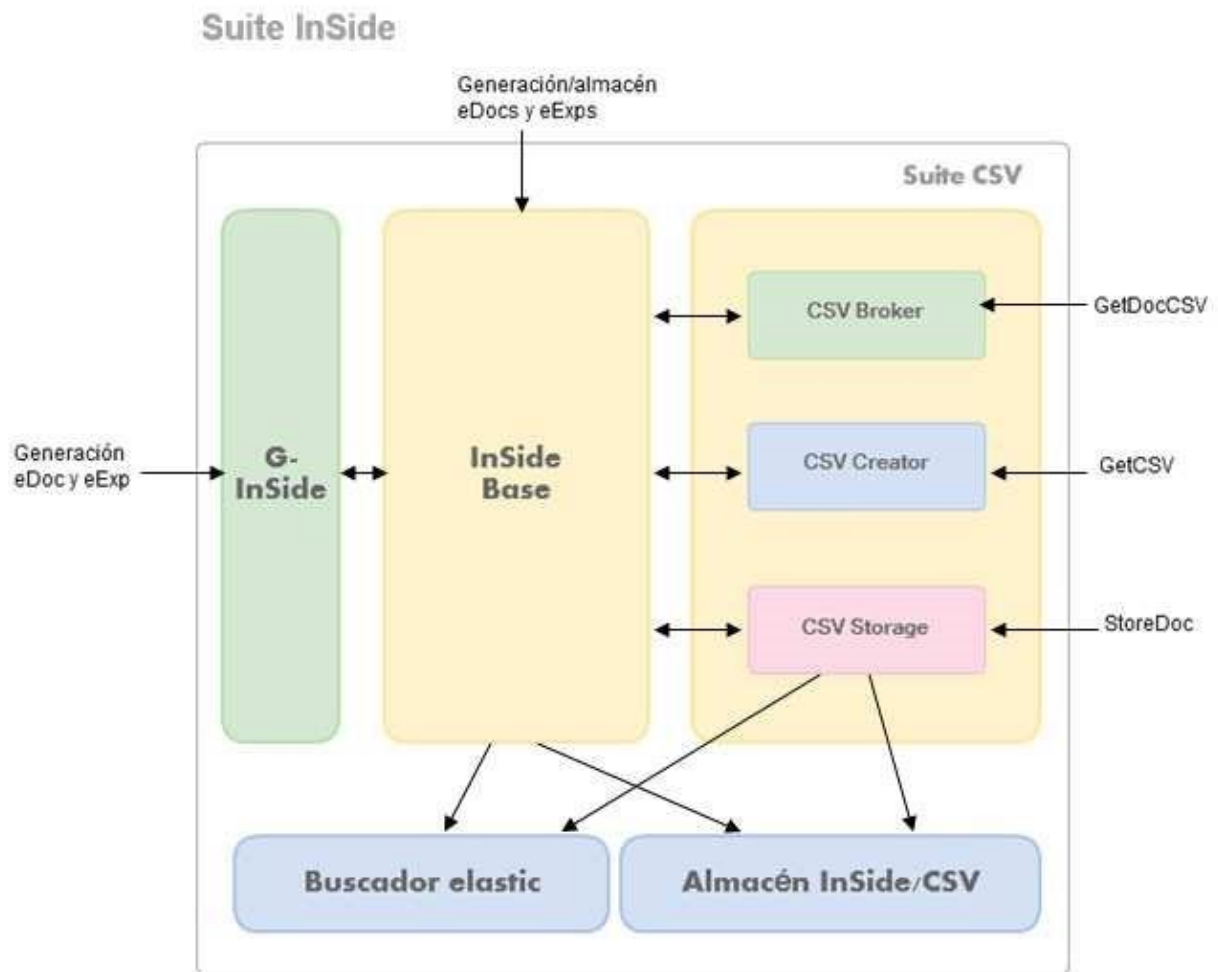 Suite InSide
Generación/almacén
eDocs y eExps
Suite CSV
CSV Broker
GetDocCSV
Generación
eDoc y eExp
G-
InSide
InSide
Base
CSV Creator
GetCSV
CSV Storage
StoreDoc
Buscador elastic
Almacén InSide/CSV